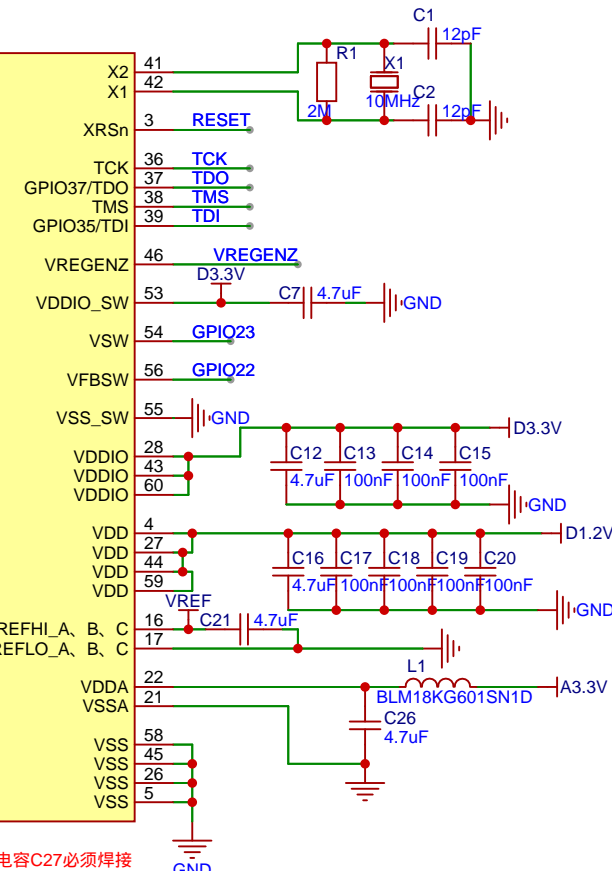 C1
12pF
R1
X1
C2
10MHz
2M
12pF
X2 41
X1 42
XRSn 3 RESET
TCK 36 TCK
GPIO37/TDO 37 TDO
TMS 38 TMS
GPIO35/TDI 39 TDI
VREGENZ 46 VREGENZ
D3.3V
VDDIO_SW 53 C7 4.7uF GND
VSW 54 GPIO23
VFBSW 56 GPIO22
VSS_SW 55 GND
D3.3V
VDDIO 28
VDDIO 43
VDDIO 60
C12 C13 C14 C15
4.7uF 100nF 100nF 100nF
GND
VDD 4 D1.2V
VDD 27
VDD 44
VDD 59
C16 C17 C18 C19 C20
4.7uF 100nF 100nF 100nF 100nF
GND
VREF
REFHI_A、B、C 16 C21 4.7uF
REFLO_A、B、C 17
L1
VDDA 22 BLM18KG601SN1D A3.3V
VSSA 21
C26
4.7uF
VSS 58
VSS 45
VSS 26
VSS 5
电容C27必须焊接
GND